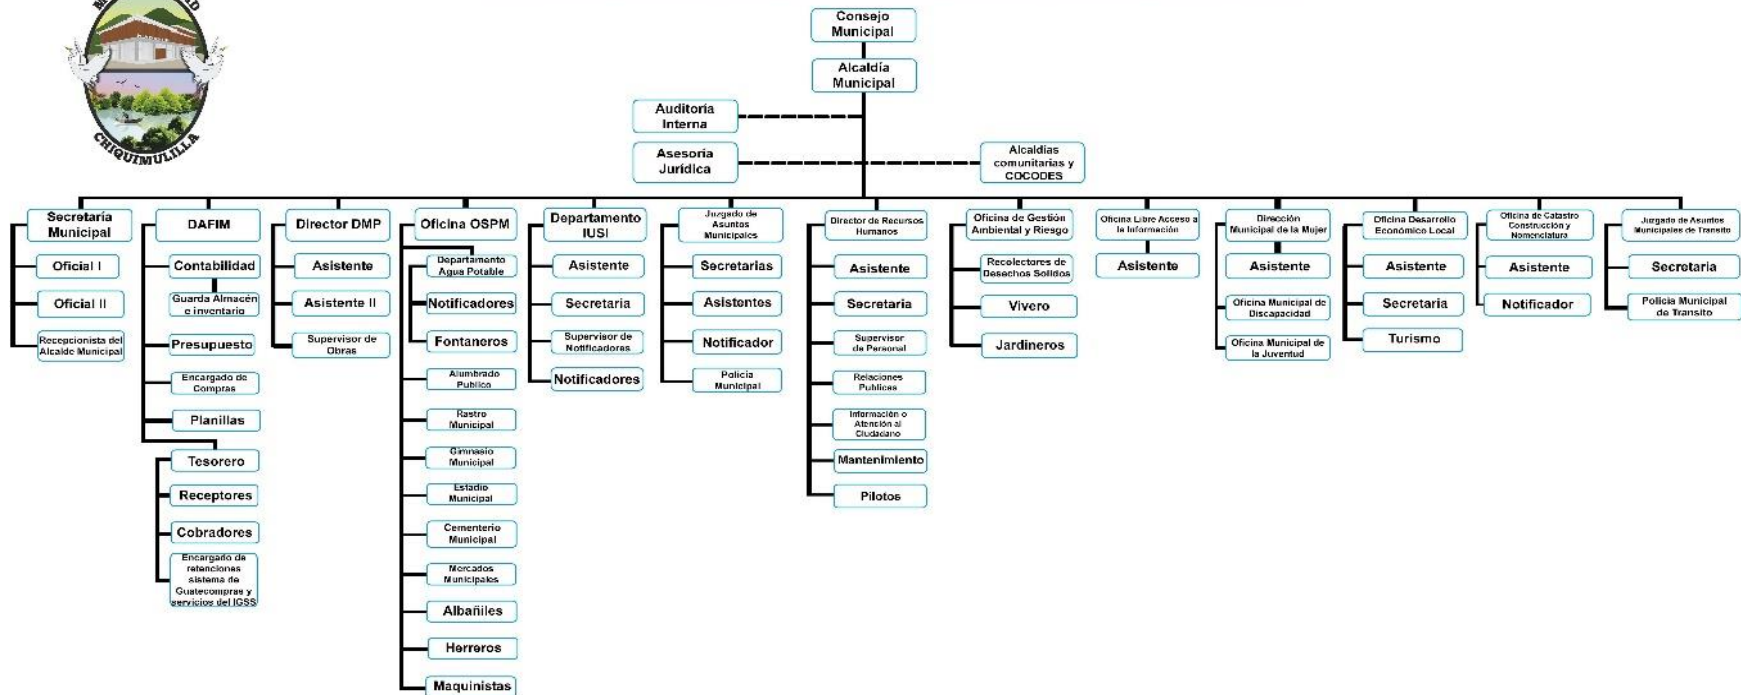 CHIQUIMULILLA
Consejo
Municipal
Alcaldía
Municipal
Auditoría
Interna
Asesoría
Jurídica
Alcaldías
comunitarias y
COCODES
Secretaría
Municipal
Oficial I
Oficial II
Recepcionista del
Alcalde Municipal
DAFIM
Contabilidad
Guarda Almacén
e inventario
Presupuesto
Encargado de
Compras
Planillas
Tesorero
Receptores
Cobradores
Encargado de
retenciones
sistema de
Guatecompras y
servicios del IGSS
Director DMP
Asistente
Asistente II
Supervisor de
Obras
Oficina OSPM
Departamento
Agua Potable
Notificadores
Fontaneros
Alumbrado
Publico
Rastro
Municipal
Gimnasio
Municipal
Estadio
Municipal
Cementerio
Municipal
Mercados
Municipales
Albañiles
Herreros
Maquinistas
Departamento
IUSI
Asistente
Secretaria
Supervisor de
Notificadores
Notificadores
Juzgado de
Asuntos
Municipales
Secretarias
Asistentes
Notificador
Policía
Municipal
Director de Recursos
Humanos
Asistente
Secretaria
Supervisor
de Personal
Relaciones
Publicas
Información o
Atención al
Ciudadano
Mantenimiento
Pilotos
Oficina de Gestión
Ambiental y Riesgo
Recolectores de
Desechos Solidos
Vivero
Jardineros
Oficina Libre Acceso a
la Información
Asistente
Dirección
Municipal de la Mujer
Asistente
Oficina Municipal de
Discapacidad
Oficina Municipal de
la Juventud
Oficina Desarrollo
Económico Local
Asistente
Secretaria
Turismo
Oficina de Catastro
Construcción y
Nomenclatura
Asistente
Notificador
Juzgado de Asuntos
Municipales de Transito
Secretaria
Policía Municipal
de Transito